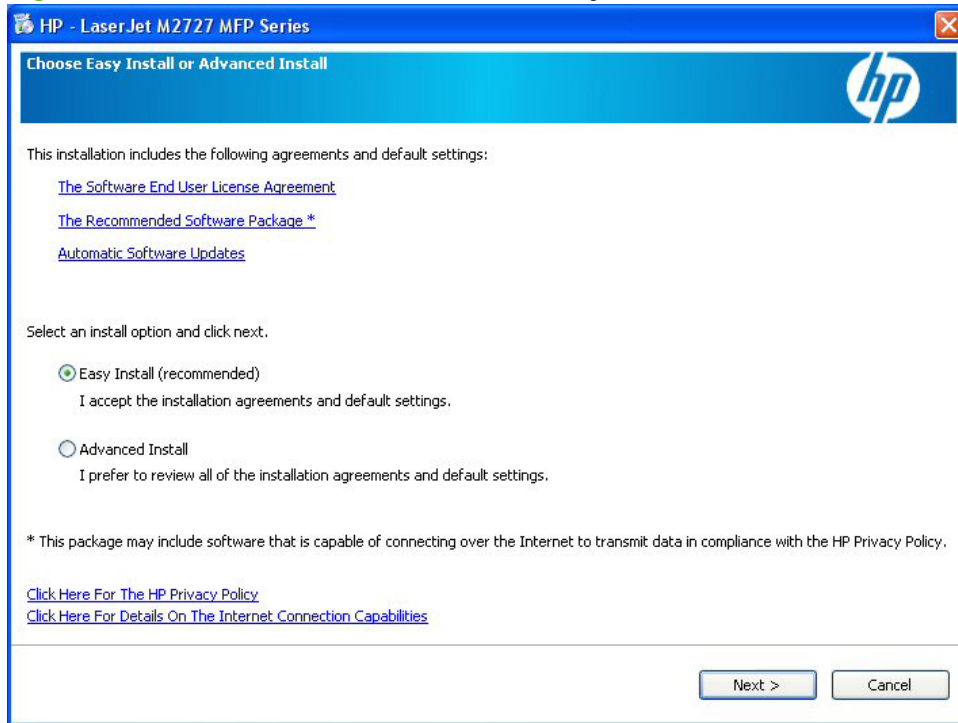 HP - LaserJet M2727 MFP Series
Choose Easy Install or Advanced Install
hp
This installation includes the following agreements and default settings:
The Software End User License Agreement
The Recommended Software Package *
Automatic Software Updates
Select an install option and click next.
Easy Install (recommended)
I accept the installation agreements and default settings.
Advanced Install
I prefer to review all of the installation agreements and default settings.
* This package may include software that is capable of connecting over the Internet to transmit data in compliance with the HP Privacy Policy.
Click Here For The HP Privacy Policy
Click Here For Details On The Internet Connection Capabilities
Next >
Cancel